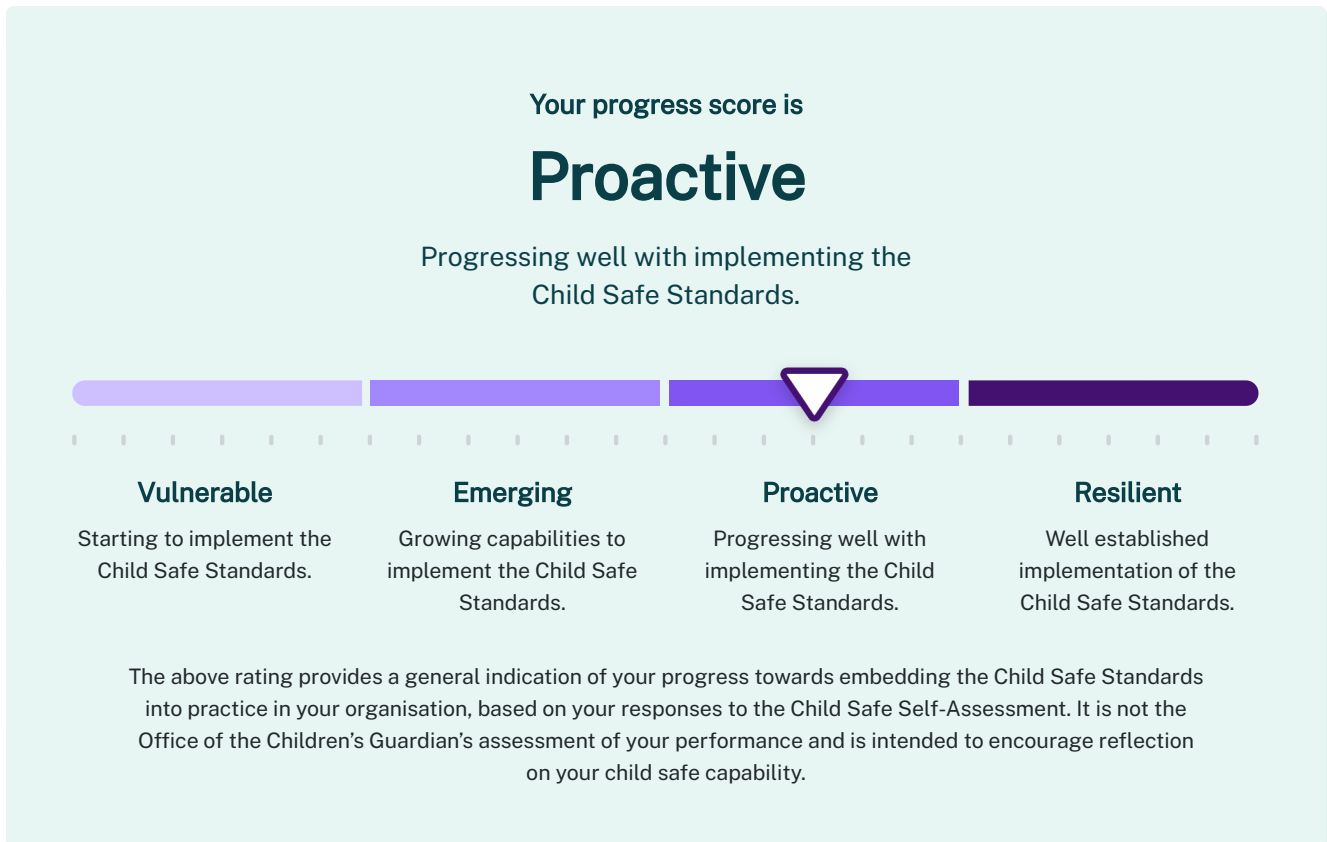 Your progress score is
Proactive
Progressing well with implementing the
Child Safe Standards.
Vulnerable
Starting to implement the
Child Safe Standards.
Emerging
Growing capabilities to
implement the Child Safe
Standards.
Proactive
Progressing well with
implementing the Child
Safe Standards.
Resilient
Well established
implementation of the
Child Safe Standards.
The above rating provides a general indication of your progress towards embedding the Child Safe Standards
into practice in your organisation, based on your responses to the Child Safe Self-Assessment. It is not the
Office of the Children’s Guardian’s assessment of your performance and is intended to encourage reflection
on your child safe capability.